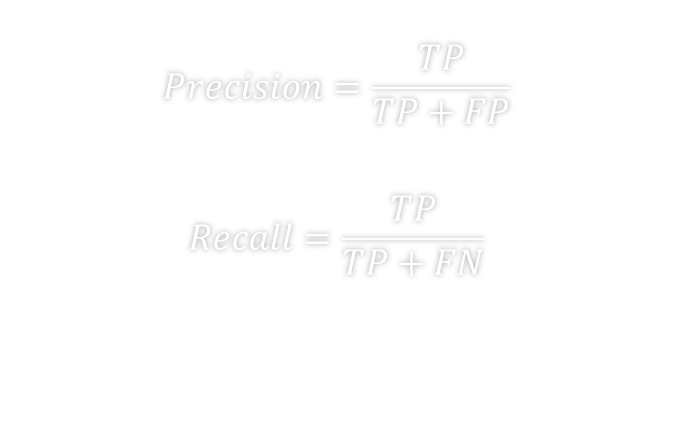 Precision = TP / (TP + FP)
Recall = TP / (TP + FN)